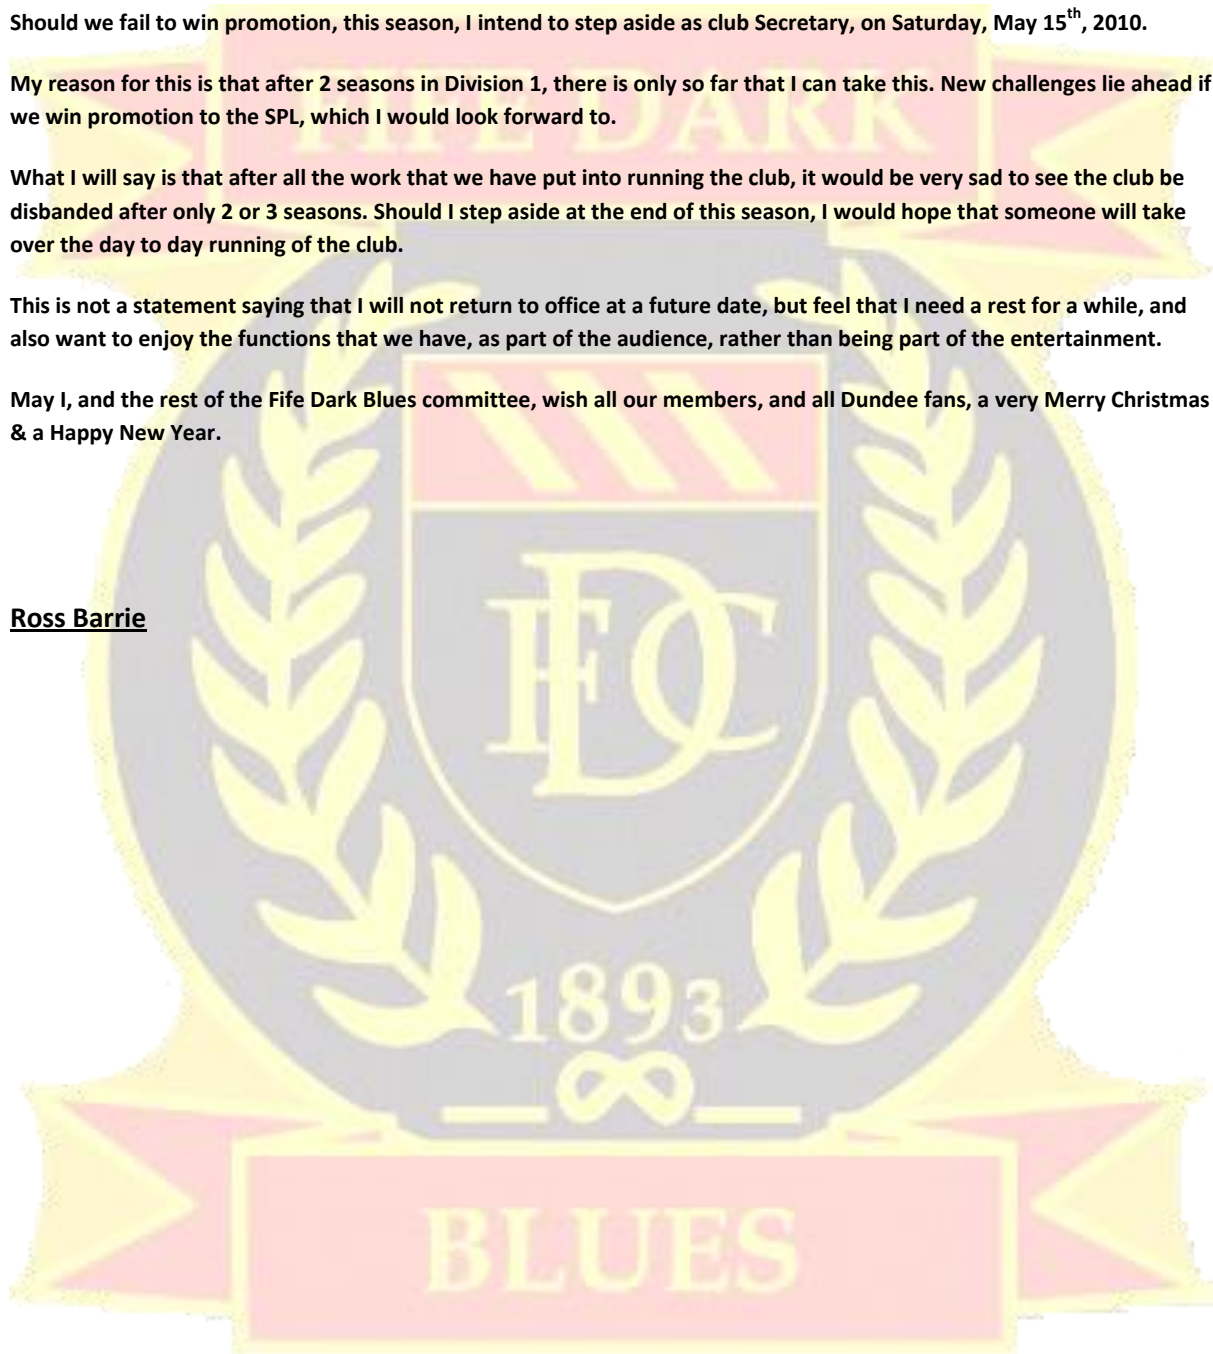 Should we fail to win promotion, this season, I intend to step aside as club Secretary, on Saturday, May 15th, 2010.
My reason for this is that after 2 seasons in Division 1, there is only so far that I can take this. New challenges lie ahead if
we win promotion to the SPL, which I would look forward to.
What I will say is that after all the work that we have put into running the club, it would be very sad to see the club be
disbanded after only 2 or 3 seasons. Should I step aside at the end of this season, I would hope that someone will take
over the day to day running of the club.
This is not a statement saying that I will not return to office at a future date, but feel that I need a rest for a while, and
also want to enjoy the functions that we have, as part of the audience, rather than being part of the entertainment.
May I, and the rest of the Fife Dark Blues committee, wish all our members, and all Dundee fans, a very Merry Christmas
& a Happy New Year.
Ross Barrie
FIFE DARK
DFC
1893
BLUES